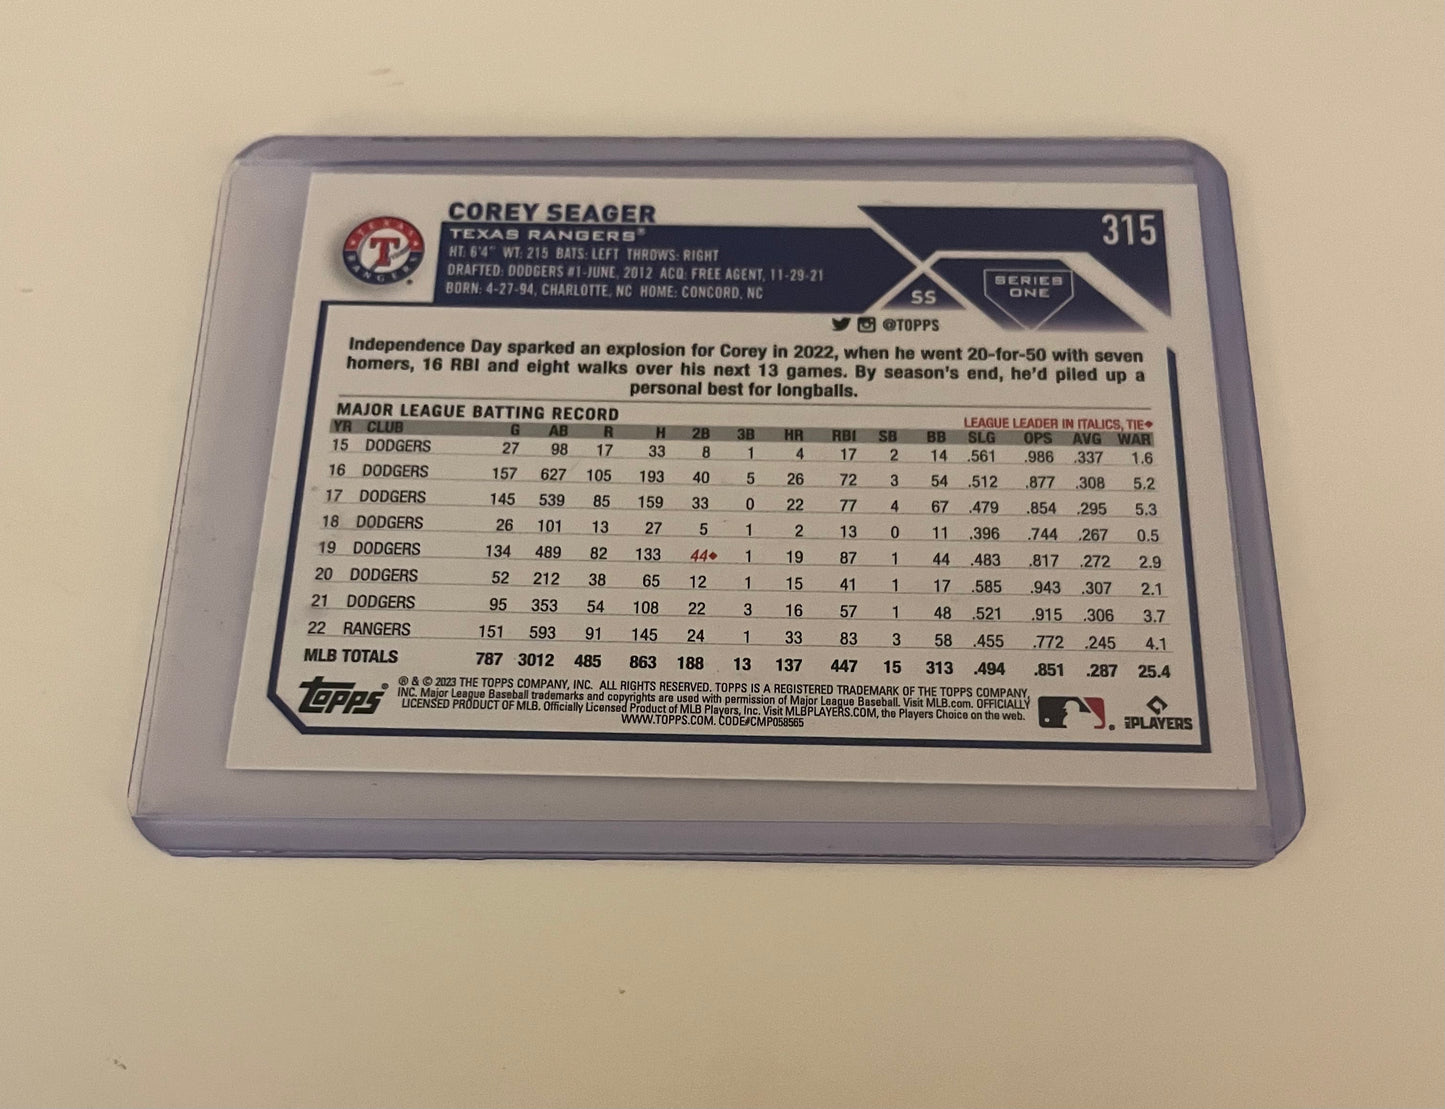 COREY SEAGER
315
TEXAS RANGERS®
HT: 6'4" WT: 215 BATS: LEFT THROWS: RIGHT
DRAFTED: DODGERS #1-JUNE, 2012 ACQ: FREE AGENT, 11-29-21
BORN: 4-27-94, CHARLOTTE, NC HOME: CONCORD, NC
TEXAS
T
RANGERS
SS
SERIES
ONE
@TOPPS
Independence Day sparked an explosion for Corey in 2022, when he went 20-for-50 with seven
homers, 16 RBI and eight walks over his next 13 games. By season's end, he'd piled up a
personal best for longballs.
MAJOR LEAGUE BATTING RECORD
LEAGUE LEADER IN ITALICS, TIE◆
YR CLUB G AB R H 2B 3B HR RBI SB BB SLG OPS AVG WAR
15 DODGERS 27 98 17 33 8 1 4 17 2 14 .561 .986 .337 1.6
16 DODGERS 157 627 105 193 40 5 26 72 3 54 .512 .877 .308 5.2
17 DODGERS 145 539 85 159 33 0 22 77 4 67 .479 .854 .295 5.3
18 DODGERS 26 101 13 27 5 1 2 13 0 11 .396 .744 .267 0.5
19 DODGERS 134 489 82 133 44◆ 1 19 87 1 44 .483 .817 .272 2.9
20 DODGERS 52 212 38 65 12 1 15 41 1 17 .585 .943 .307 2.1
21 DODGERS 95 353 54 108 22 3 16 57 1 48 .521 .915 .306 3.7
22 RANGERS 151 593 91 145 24 1 33 83 3 58 .455 .772 .245 4.1
MLB TOTALS 787 3012 485 863 188 13 137 447 15 313 .494 .851 .287 25.4
Topps®
® & © 2023 THE TOPPS COMPANY, INC. ALL RIGHTS RESERVED. TOPPS IS A REGISTERED TRADEMARK OF THE TOPPS COMPANY,
INC. Major League Baseball trademarks and copyrights are used with permission of Major League Baseball. Visit MLB.com. OFFICIALLY
LICENSED PRODUCT OF MLB. Officially Licensed Product of MLB Players, Inc. Visit MLBPLAYERS.COM, the Players Choice on the web.
WWW.TOPPS.COM. CODE#CMP058565
PLAYERS